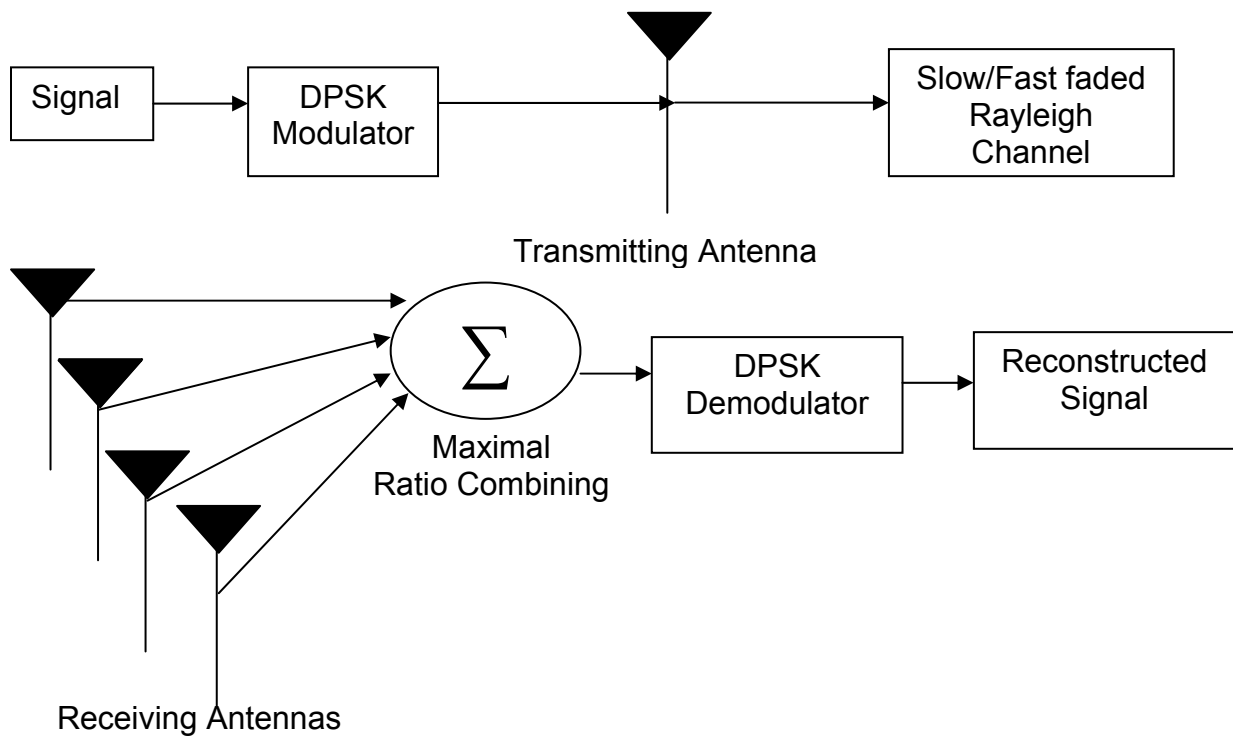 Signal
DPSK
Modulator
Slow/Fast faded
Rayleigh
Channel
Transmitting Antenna
Σ
Maximal
Ratio Combining
DPSK
Demodulator
Reconstructed
Signal
Receiving Antennas